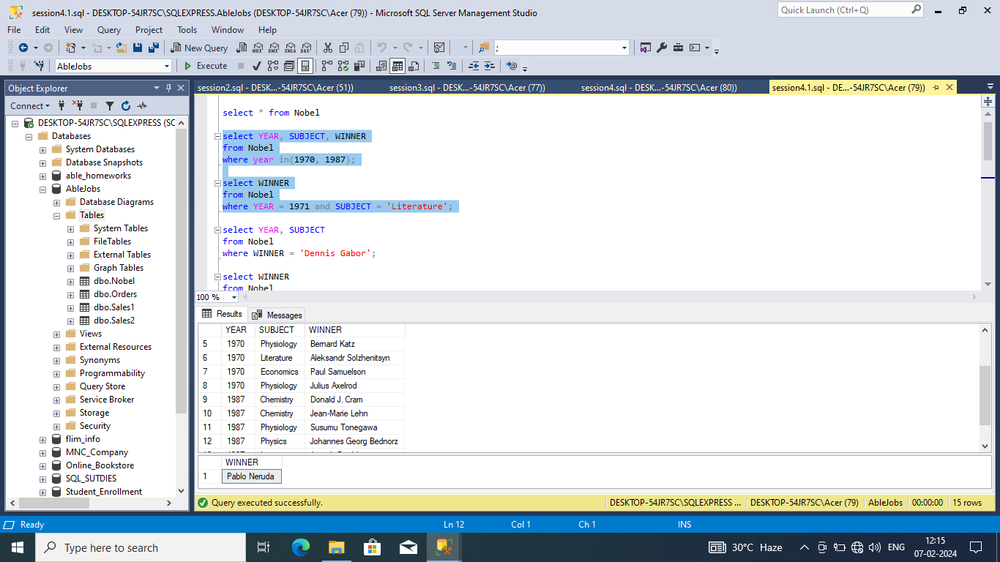 session4.1.sql - DESKTOP-54JR7SC\SQLEXPRESS.AbleJobs (DESKTOP-54JR7SC\Acer (79)) - Microsoft SQL Server Management Studio
Quick Launch (Ctrl+Q)
File Edit View Query Project Tools Window Help
New Query MDX DMX XMLA DAX ;
AbleJobs Execute
Object Explorer
session2.sql - DESK...-54JR7SC\Acer (51)) session3.sql - DESK...-54JR7SC\Acer (77)) session4.sql - DESK...-54JR7SC\Acer (80)) session4.1.sql - DE...-54JR7SC\Acer (79))
Connect
DESKTOP-54JR7SC\SQLEXPRESS (SC
Databases
System Databases
Database Snapshots
able_homeworks
AbleJobs
Database Diagrams
Tables
System Tables
FileTables
External Tables
Graph Tables
dbo.Nobel
dbo.Orders
dbo.Sales1
dbo.Sales2
Views
External Resources
Synonyms
Programmability
Query Store
Service Broker
Storage
Security
flim_info
MNC_Company
Online_Bookstore
SQL_SUTDIES
Student_Enrollment
select * from Nobel
select YEAR, SUBJECT, WINNER
from Nobel
where year in(1970, 1987);
select WINNER
from Nobel
where YEAR = 1971 and SUBJECT = 'Literature';
select YEAR, SUBJECT
from Nobel
where WINNER = 'Dennis Gabor';
select WINNER
from Nobel
100 %
Results Messages
YEAR SUBJECT WINNER
5 1970 Physiology Bernard Katz
6 1970 Literature Aleksandr Solzhenitsyn
7 1970 Economics Paul Samuelson
8 1970 Physiology Julius Axelrod
9 1987 Chemistry Donald J. Cram
10 1987 Chemistry Jean-Marie Lehn
11 1987 Physiology Susumu Tonegawa
12 1987 Physics Johannes Georg Bednorz
WINNER
1 Pablo Neruda
Query executed successfully. DESKTOP-54JR7SC\SQLEXPRESS ... DESKTOP-54JR7SC\Acer (79) AbleJobs 00:00:00 15 rows
Ready Ln 12 Col 1 Ch 1 INS
Type here to search 30°C Haze ENG 12:15
07-02-2024